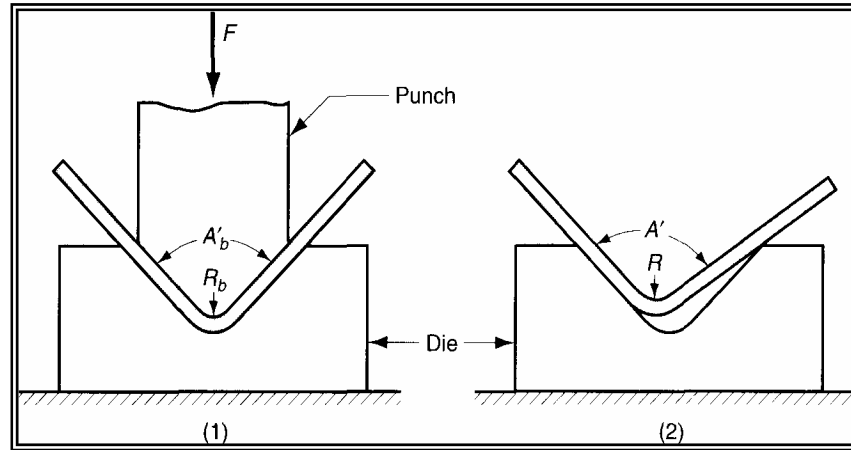 F
Punch
A'b
Rb
A'
R
Die
(1)
(2)